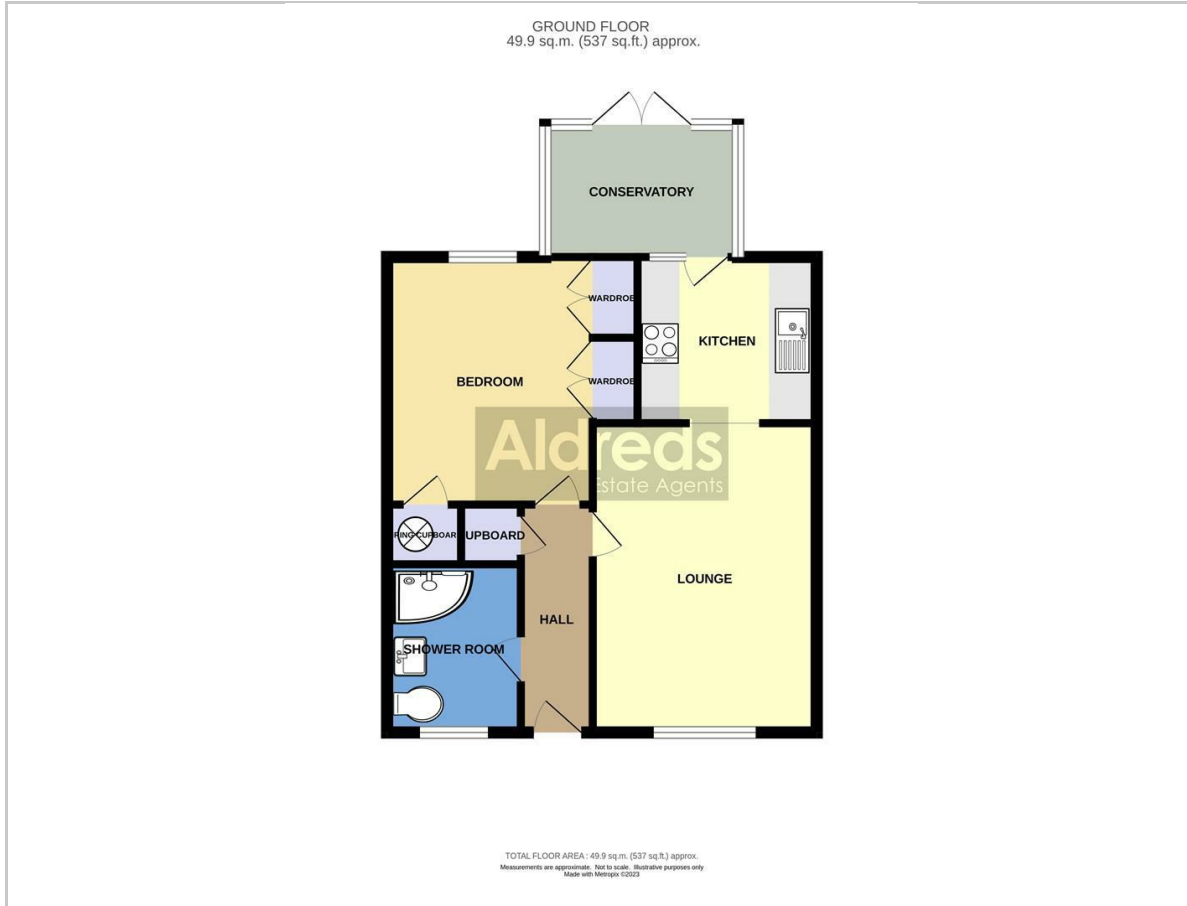 GROUND FLOOR
49.9 sq.m. (537 sq.ft.) approx.
CONSERVATORY
WARDROBE
KITCHEN
BEDROOM
WARDROBE
Aldreds
Estate Agents
RING CUPBOAR
UPBOARD
LOUNGE
HALL
SHOWER ROOM
TOTAL FLOOR AREA : 49.9 sq.m. (537 sq.ft.) approx.
Measurements are approximate. Not to scale. Illustrative purposes only
Made with Metropix ©2023